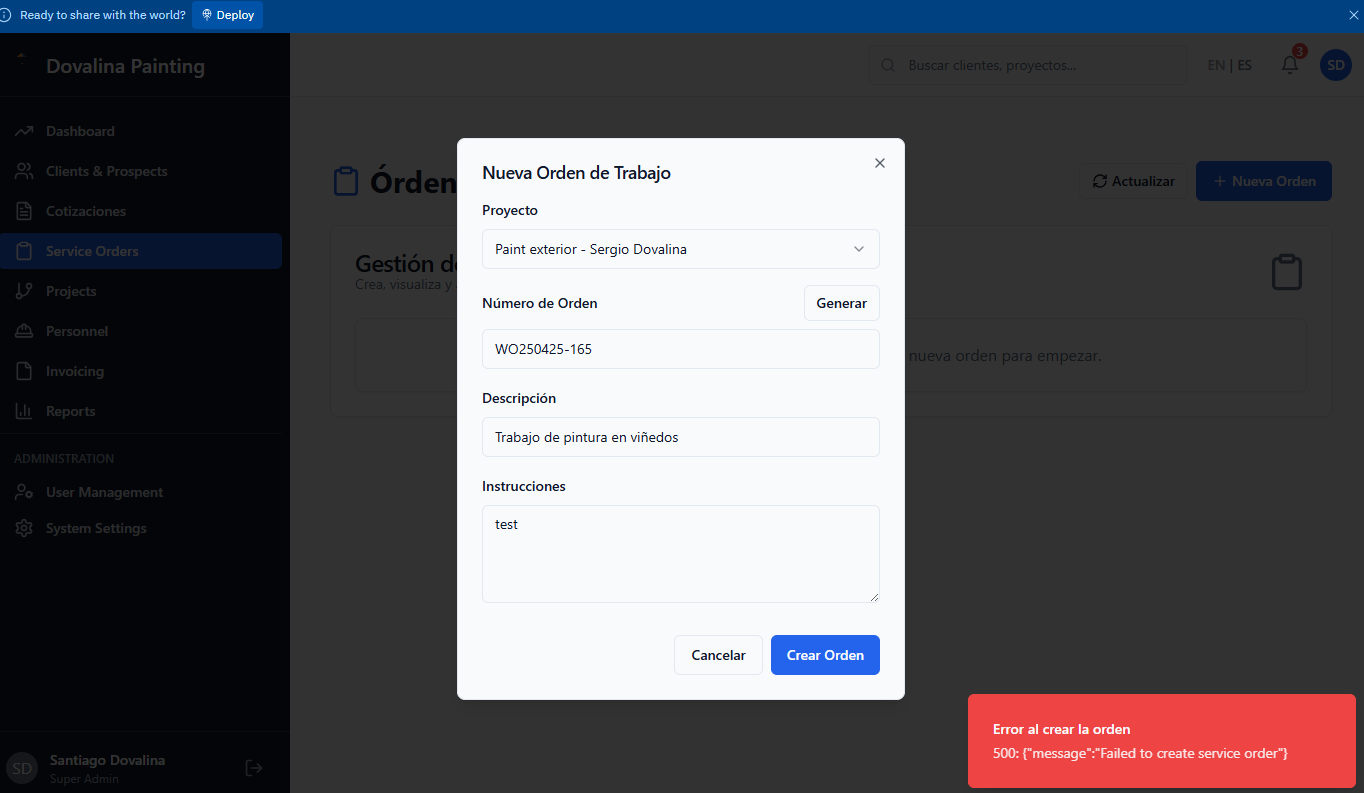 Ready to share with the world? Deploy
Dovalina Painting
Buscar clientes, proyectos...
EN | ES
3
SD
Dashboard
Clients & Prospects
Cotizaciones
Service Orders
Projects
Personnel
Invoicing
Reports
ADMINISTRATION
User Management
System Settings
SD
Santiago Dovalina
Super Admin
Órden
Actualizar
+ Nueva Orden
Gestión d
Crea, visualiza y
nueva orden para empezar.
Nueva Orden de Trabajo
Proyecto
Paint exterior - Sergio Dovalina
Número de Orden
Generar
WO250425-165
Descripción
Trabajo de pintura en viñedos
Instrucciones
test
Cancelar
Crear Orden
Error al crear la orden
500: {"message":"Failed to create service order"}